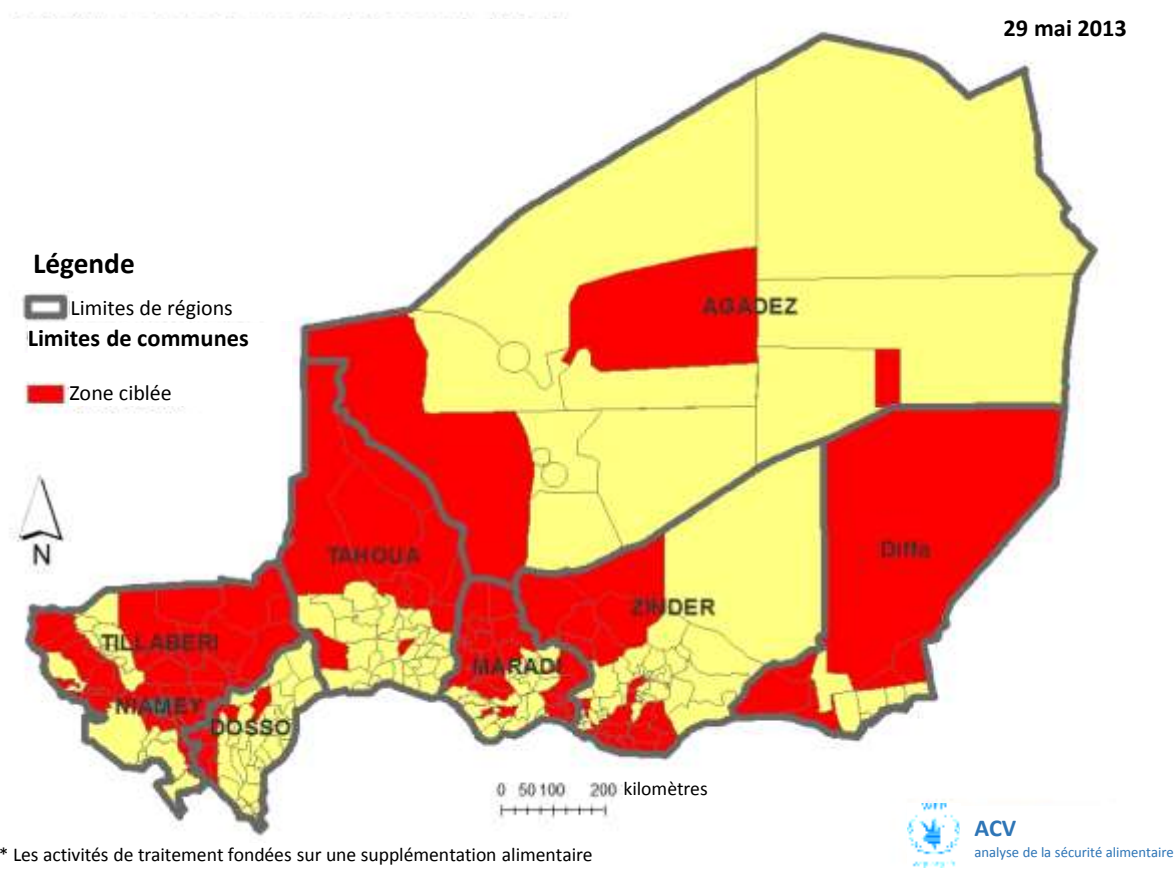 29 mai 2013
Légende
Limites de régions
Limites de communes
Zone ciblée
N
AGADEZ
TAHOUA
Diffa
ZINDER
TILLABERI
MARADI
NIAMEY
DOSSO
0 50 100 200 kilomètres
WFP
ACV
analyse de la sécurité alimentaire
* Les activités de traitement fondées sur une supplémentation alimentaire